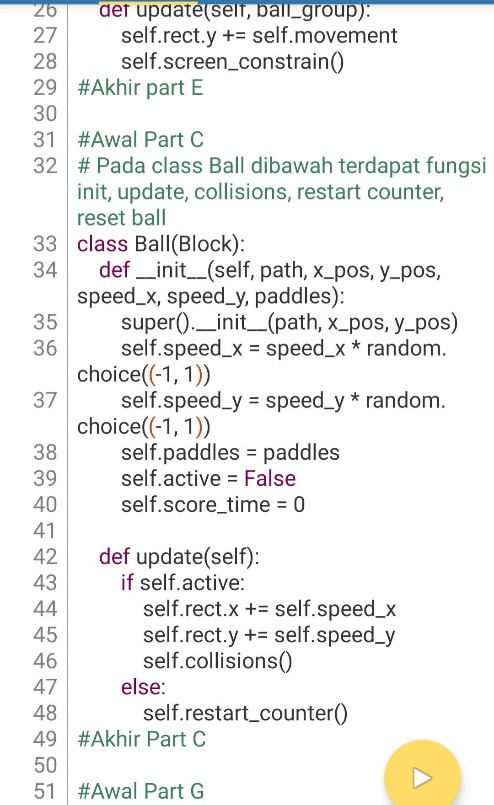 26 def update(self, ball_group):
27 self.rect.y += self.movement
28 self.screen_constrain()
29 #Akhir part E
30
31 #Awal Part C
32 # Pada class Ball dibawah terdapat fungsi
init, update, collisions, restart counter,
reset ball
33 class Ball(Block):
34 def __init__(self, path, x_pos, y_pos,
speed_x, speed_y, paddles):
35 super().__init__(path, x_pos, y_pos)
36 self.speed_x = speed_x * random.
choice((-1, 1))
37 self.speed_y = speed_y * random.
choice((-1, 1))
38 self.paddles = paddles
39 self.active = False
40 self.score_time = 0
41
42 def update(self):
43 if self.active:
44 self.rect.x += self.speed_x
45 self.rect.y += self.speed_y
46 self.collisions()
47 else:
48 self.restart_counter()
49 #Akhir Part C
50
51 #Awal Part G